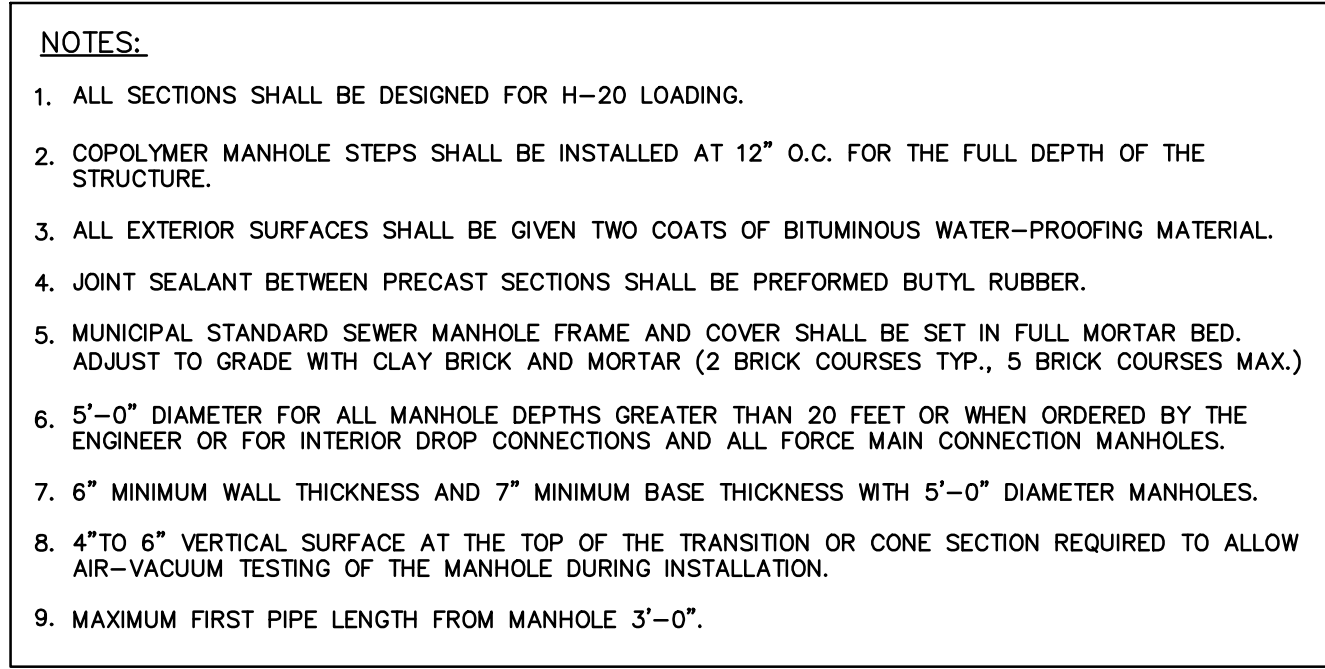 NOTES:
1. ALL SECTIONS SHALL BE DESIGNED FOR H-20 LOADING.
2. COPOLYMER MANHOLE STEPS SHALL BE INSTALLED AT 12" O.C. FOR THE FULL DEPTH OF THE
STRUCTURE.
3. ALL EXTERIOR SURFACES SHALL BE GIVEN TWO COATS OF BITUMINOUS WATER-PROOFING MATERIAL.
4. JOINT SEALANT BETWEEN PRECAST SECTIONS SHALL BE PREFORMED BUTYL RUBBER.
5. MUNICIPAL STANDARD SEWER MANHOLE FRAME AND COVER SHALL BE SET IN FULL MORTAR BED.
ADJUST TO GRADE WITH CLAY BRICK AND MORTAR (2 BRICK COURSES TYP., 5 BRICK COURSES MAX.)
6. 5'-0" DIAMETER FOR ALL MANHOLE DEPTHS GREATER THAN 20 FEET OR WHEN ORDERED BY THE
ENGINEER OR FOR INTERIOR DROP CONNECTIONS AND ALL FORCE MAIN CONNECTION MANHOLES.
7. 6" MINIMUM WALL THICKNESS AND 7" MINIMUM BASE THICKNESS WITH 5'-0" DIAMETER MANHOLES.
8. 4"TO 6" VERTICAL SURFACE AT THE TOP OF THE TRANSITION OR CONE SECTION REQUIRED TO ALLOW
AIR-VACUUM TESTING OF THE MANHOLE DURING INSTALLATION.
9. MAXIMUM FIRST PIPE LENGTH FROM MANHOLE 3'-0".